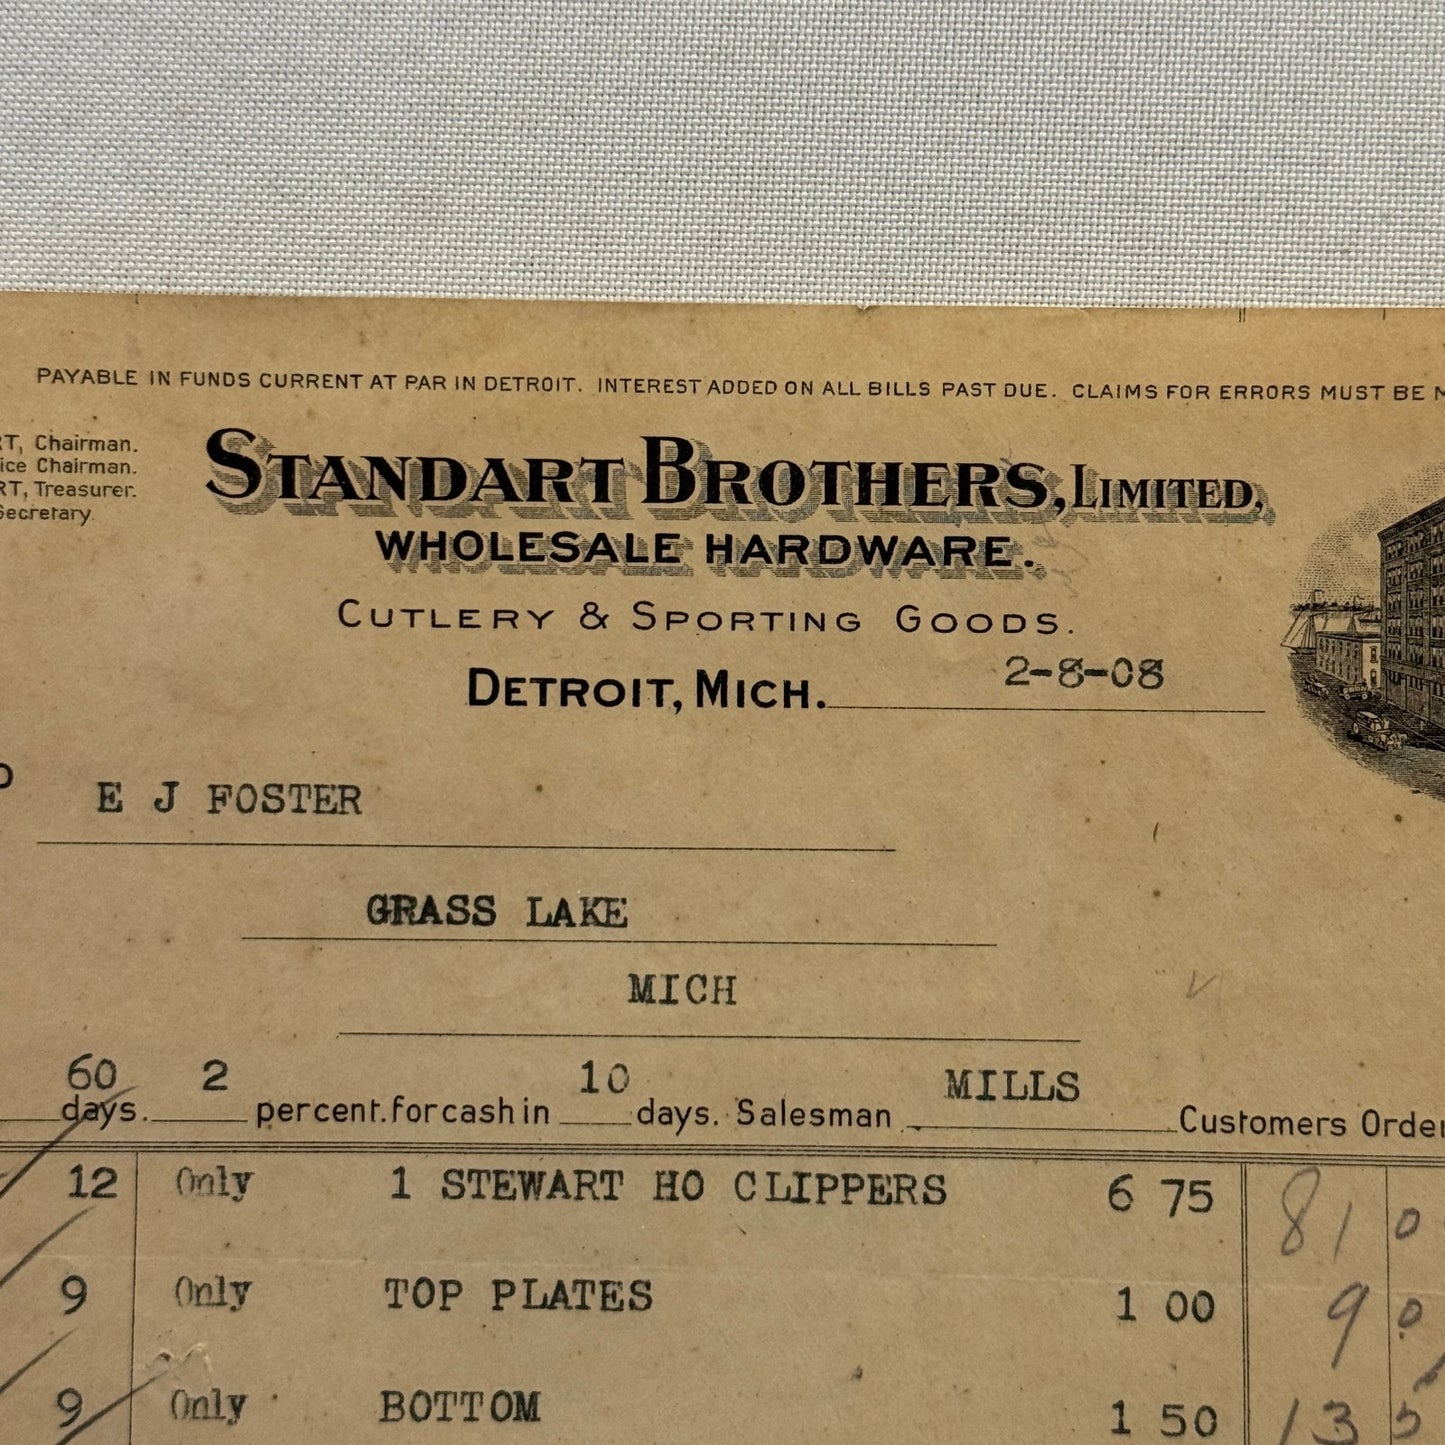 PAYABLE IN FUNDS CURRENT AT PAR IN DETROIT. INTEREST ADDED ON ALL BILLS PAST DUE. CLAIMS FOR ERRORS MUST BE M
RT, Chairman.
ice Chairman.
RT, Treasurer.
Secretary.
STANDART BROTHERS, LIMITED,
WHOLESALE HARDWARE.
CUTLERY & SPORTING GOODS.
DETROIT, MICH. 2-8-08
E J FOSTER
GRASS LAKE
MICH
60 days. 2 percent. for cash in 10 days. Salesman MILLS Customers Order
12 Only 1 STEWART HO CLIPPERS 6 75 81 0
9 Only TOP PLATES 1 00 9 0
9 Only BOTTOM 1 50 13 5